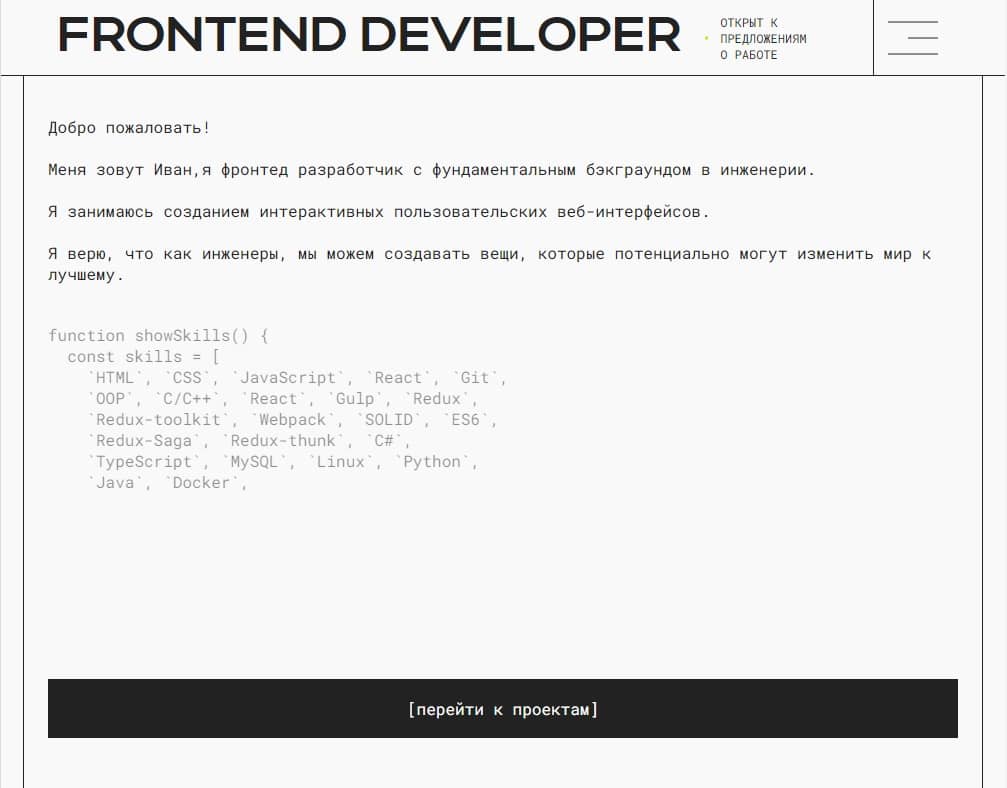 FRONTEND DEVELOPER
ОТКРЫТ К
ПРЕДЛОЖЕНИЯМ
О РАБОТЕ
Добро пожаловать!
Меня зовут Иван,я фронтед разработчик с фундаментальным бэкграундом в инженерии.
Я занимаюсь созданием интерактивных пользовательских веб-интерфейсов.
Я верю, что как инженеры, мы можем создавать вещи, которые потенциально могут изменить мир к
лучшему.
function showSkills() {
  const skills = [
    `HTML`, `CSS`, `JavaScript`, `React`, `Git`,
    `OOP`, `C/C++`, `React`, `Gulp`, `Redux`,
    `Redux-toolkit`, `Webpack`, `SOLID`, `ES6`,
    `Redux-Saga`, `Redux-thunk`, `C#`,
    `TypeScript`, `MySQL`, `Linux`, `Python`,
    `Java`, `Docker`,
[перейти к проектам]